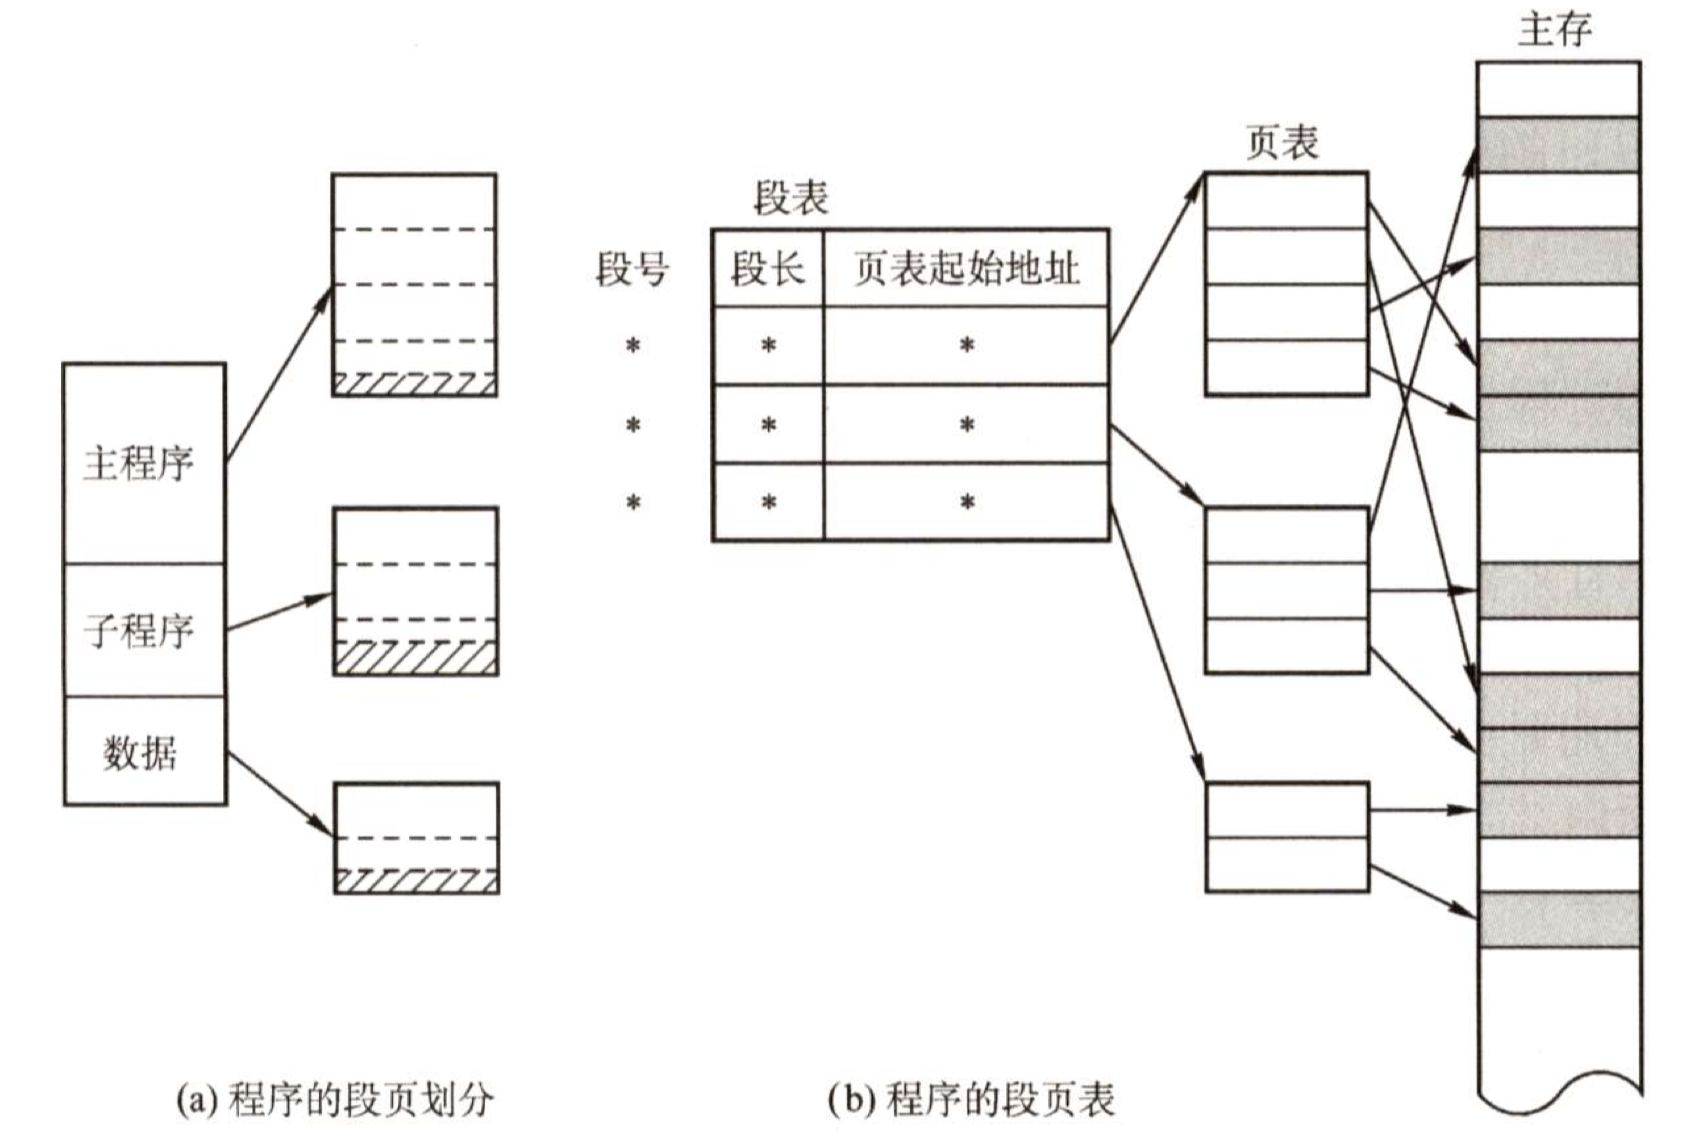 主存
页表
段表
段号 段长 页表起始地址
* * *
* * *
* * *
主程序
子程序
数据
(a) 程序的段页划分
(b) 程序的段页表